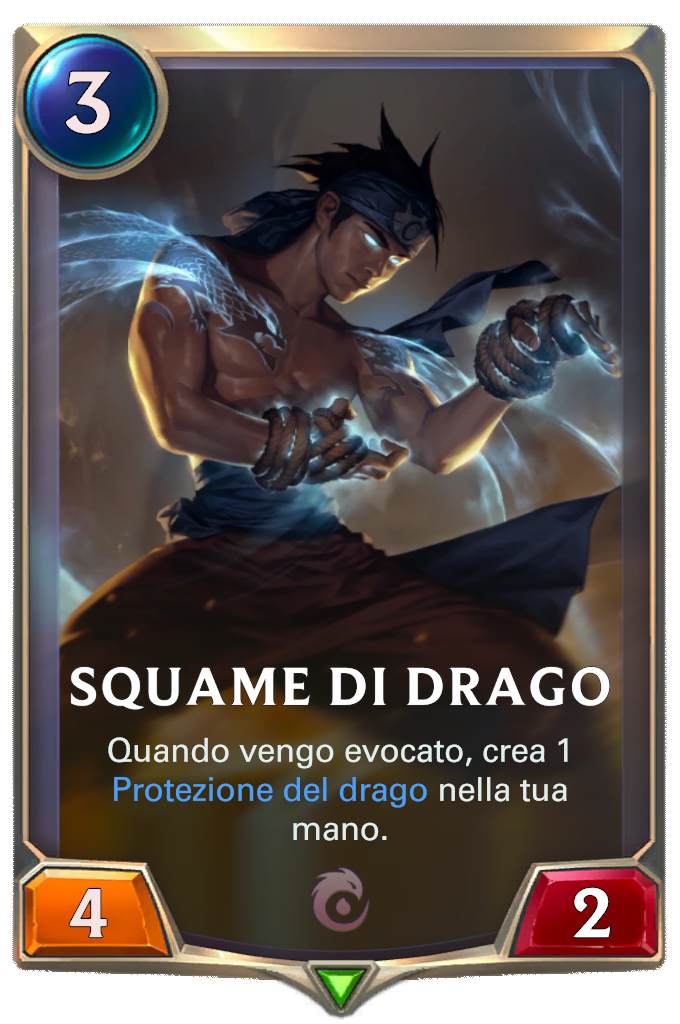 3
SQUAME DI DRAGO
Quando vengo evocato, crea 1
Protezione del drago nella tua
mano.
4
2